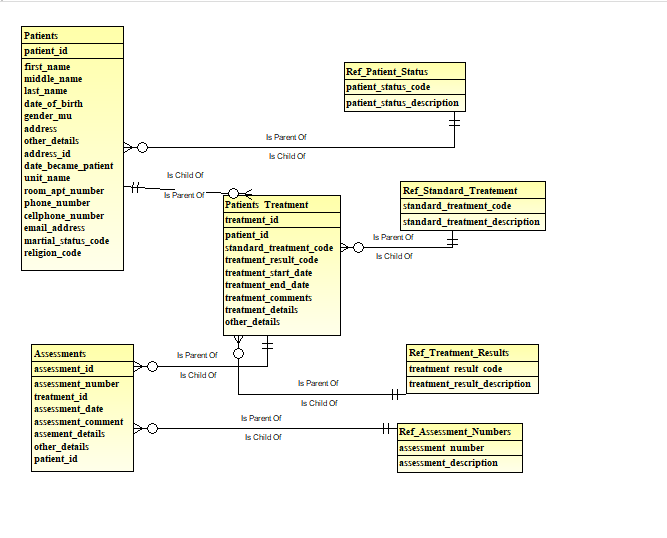 Patients
patient_id
first_name
middle_name
last_name
date_of_birth
gender_mu
address
other_details
address_id
date_became_patient
unit_name
room_apt_number
phone_number
cellphone_number
email_address
martial_status_code
religion_code
Ref_Patient_Status
patient_status_code
patient_status_description
Is Parent Of
Is Child Of
Is Child Of
Is Parent Of
Patients_Treatment
treatment_id
patient_id
standard_treatment_code
treatment_result_code
treatment_start_date
treatment_end_date
treatment_comments
treatment_details
other_details
Ref_Standard_Treatement
standard_treatment_code
standard_treatment_description
Is Parent Of
Is Child Of
Assessments
assessment_id
assessment_number
treatment_id
assessment_date
assessment_comment
assement_details
other_details
patient_id
Is Parent Of
Is Child Of
Ref_Treatment_Results
treatment_result_code
treatment_result_description
Is Parent Of
Is Child Of
Is Parent Of
Is Child Of
Ref_Assessment_Numbers
assessment_number
assessment_description